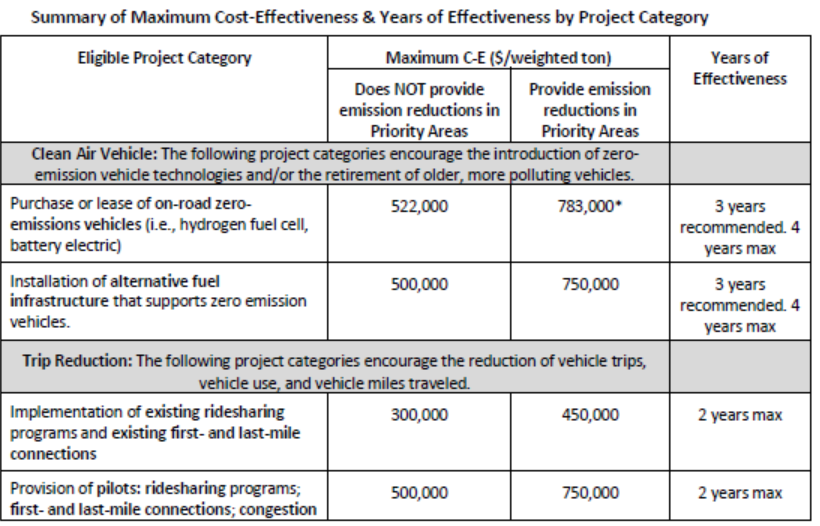 Summary of Maximum Cost-Effectiveness & Years of Effectiveness by Project Category
Eligible Project Category
Maximum C-E ($/weighted ton)
Years of
Effectiveness
Does NOT provide
emission reductions in
Priority Areas
Provide emission
reductions in
Priority Areas
Clean Air Vehicle: The following project categories encourage the introduction of zero-
emission vehicle technologies and/or the retirement of older, more polluting vehicles.
Purchase or lease of on-road zero-
emissions vehicles (i.e., hydrogen fuel cell,
battery electric)
522,000
783,000*
3 years
recommended. 4
years max
Installation of alternative fuel
infrastructure that supports zero emission
vehicles.
500,000
750,000
3 years
recommended. 4
years max
Trip Reduction: The following project categories encourage the reduction of vehicle trips,
vehicle use, and vehicle miles traveled.
Implementation of existing ridesharing
programs and existing first- and last-mile
connections
300,000
450,000
2 years max
Provision of pilots: ridesharing programs;
first- and last-mile connections; congestion
500,000
750,000
2 years max